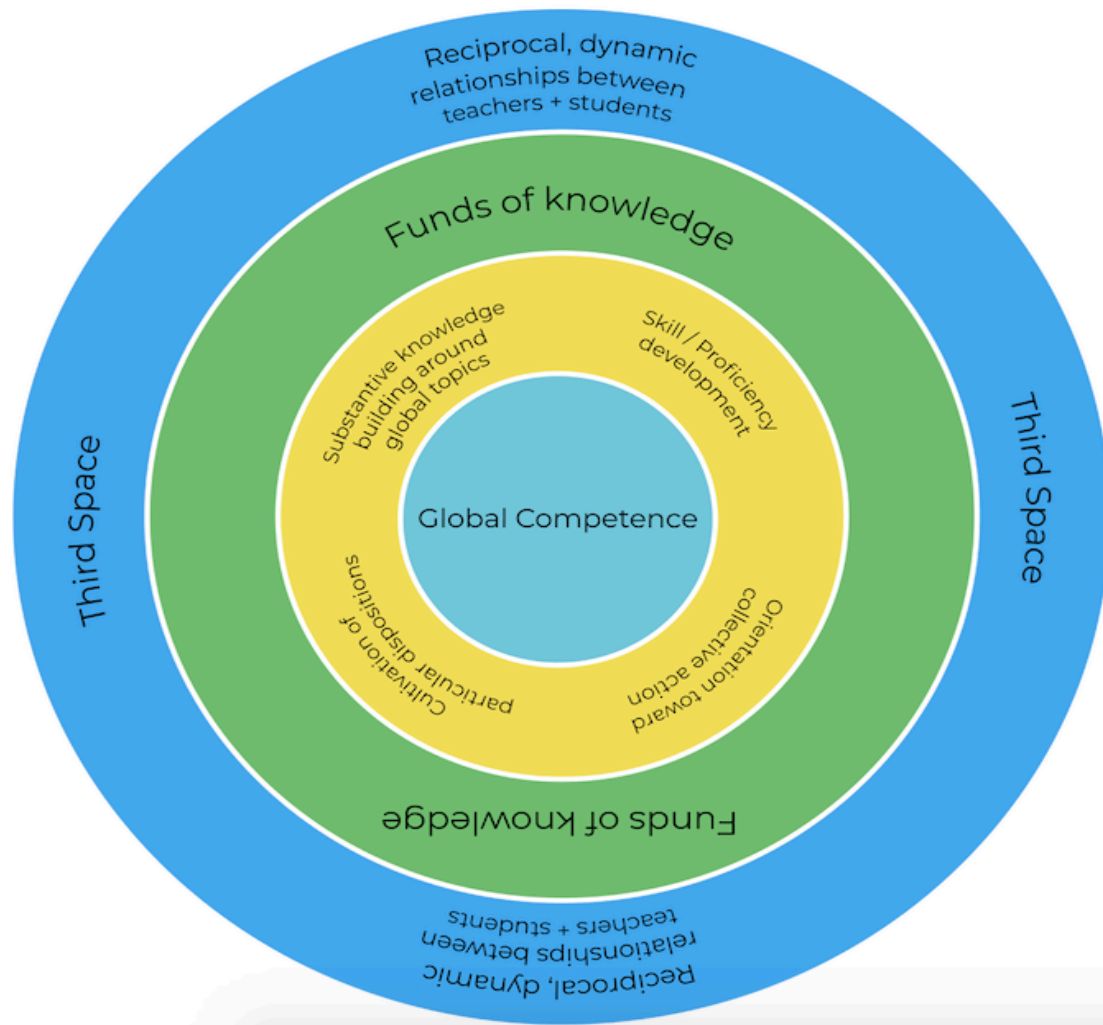 Reciprocal, dynamic
relationships between
teachers + students
Funds of knowledge
Substantive knowledge
building around
global topics
Skill / Proficiency
development
Third Space
Global Competence
Third Space
Cultivation of
particular dispositions
Orientation toward
collective action
Funds of knowledge
Reciprocal, dynamic
relationships between
teachers + students